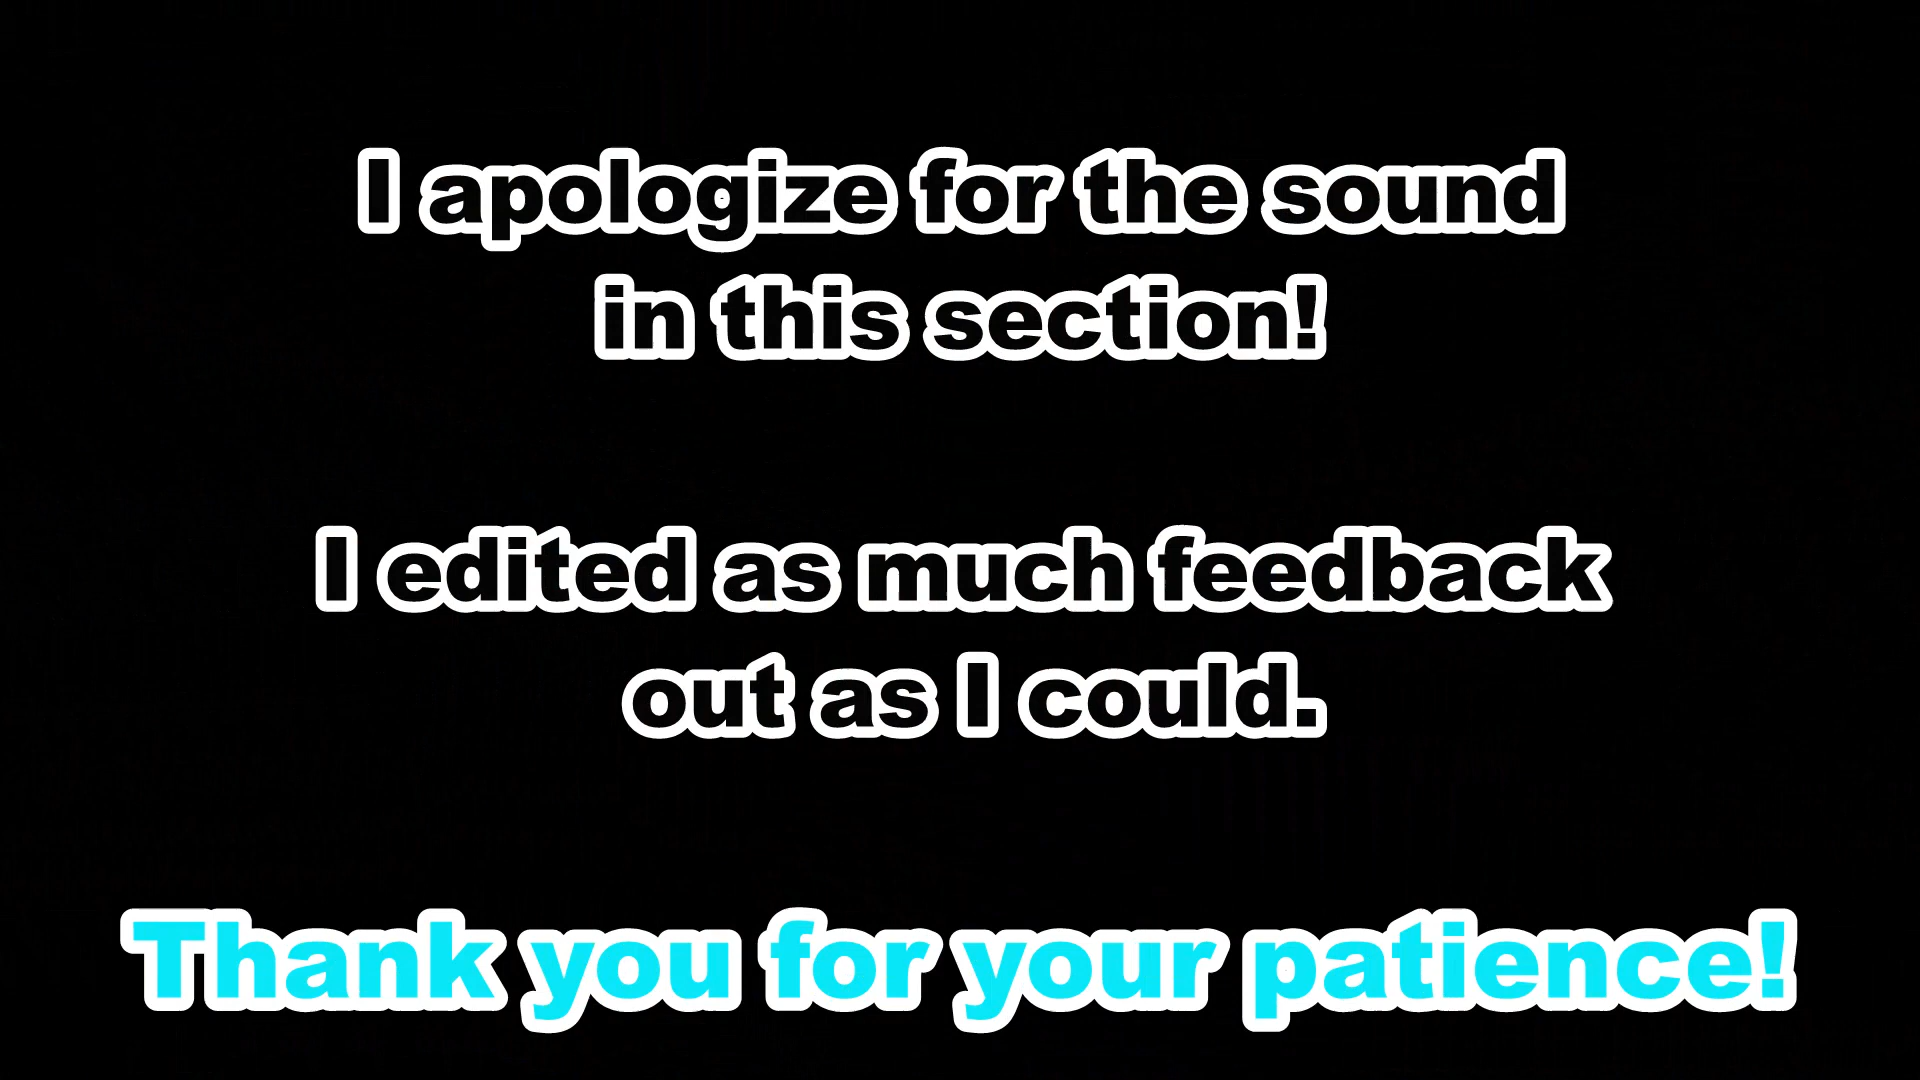 I apologize for the sound
in this section!
I edited as much feedback
out as I could.
Thank you for your patience!